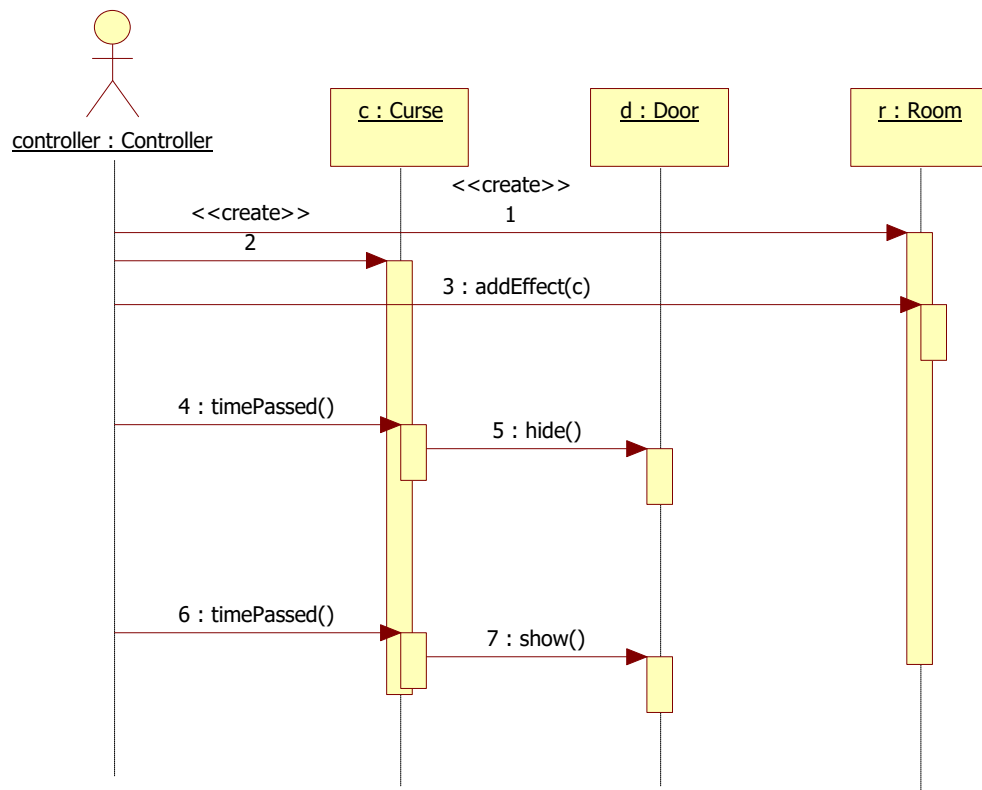 c : Curse
d : Door
r : Room
controller : Controller
<<create>>
1
<<create>>
2
3 : addEffect(c)
4 : timePassed()
5 : hide()
6 : timePassed()
7 : show()